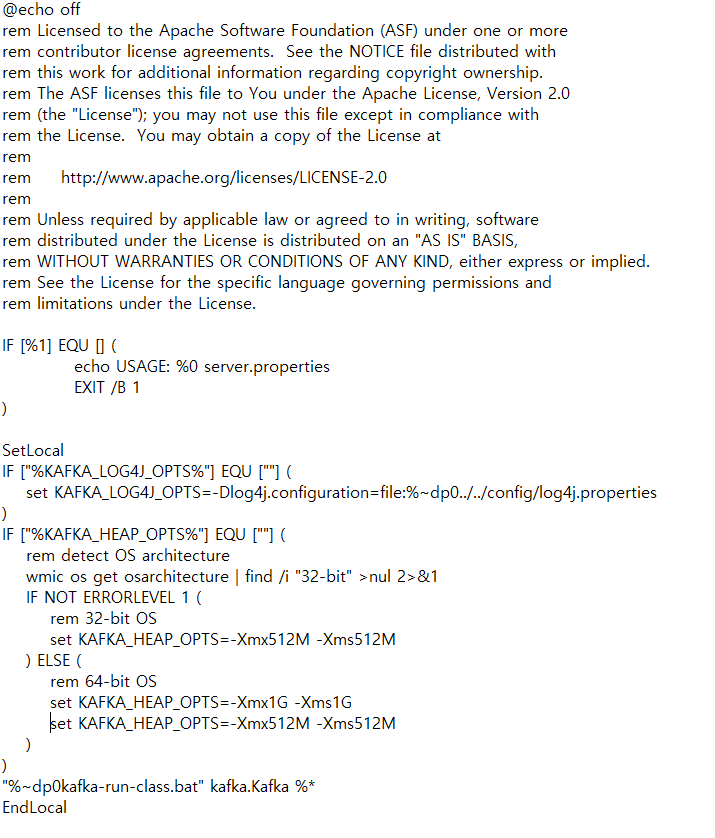 @echo off
rem Licensed to the Apache Software Foundation (ASF) under one or more
rem contributor license agreements.  See the NOTICE file distributed with
rem this work for additional information regarding copyright ownership.
rem The ASF licenses this file to You under the Apache License, Version 2.0
rem (the "License"); you may not use this file except in compliance with
rem the License.  You may obtain a copy of the License at
rem
rem     http://www.apache.org/licenses/LICENSE-2.0
rem
rem Unless required by applicable law or agreed to in writing, software
rem distributed under the License is distributed on an "AS IS" BASIS,
rem WITHOUT WARRANTIES OR CONDITIONS OF ANY KIND, either express or implied.
rem See the License for the specific language governing permissions and
rem limitations under the License.

IF [%1] EQU [] (
	echo USAGE: %0 server.properties
	EXIT /B 1
)

SetLocal
IF ["%KAFKA_LOG4J_OPTS%"] EQU [""] (
    set KAFKA_LOG4J_OPTS=-Dlog4j.configuration=file:%~dp0../../config/log4j.properties
)
IF ["%KAFKA_HEAP_OPTS%"] EQU [""] (
    rem detect OS architecture
    wmic os get osarchitecture | find /i "32-bit" >nul 2>&1
    IF NOT ERRORLEVEL 1 (
        rem 32-bit OS
        set KAFKA_HEAP_OPTS=-Xmx512M -Xms512M
    ) ELSE (
        rem 64-bit OS
        set KAFKA_HEAP_OPTS=-Xmx1G -Xms1G
        set KAFKA_HEAP_OPTS=-Xmx512M -Xms512M
    )
)
"%~dp0kafka-run-class.bat" kafka.Kafka %*
EndLocal